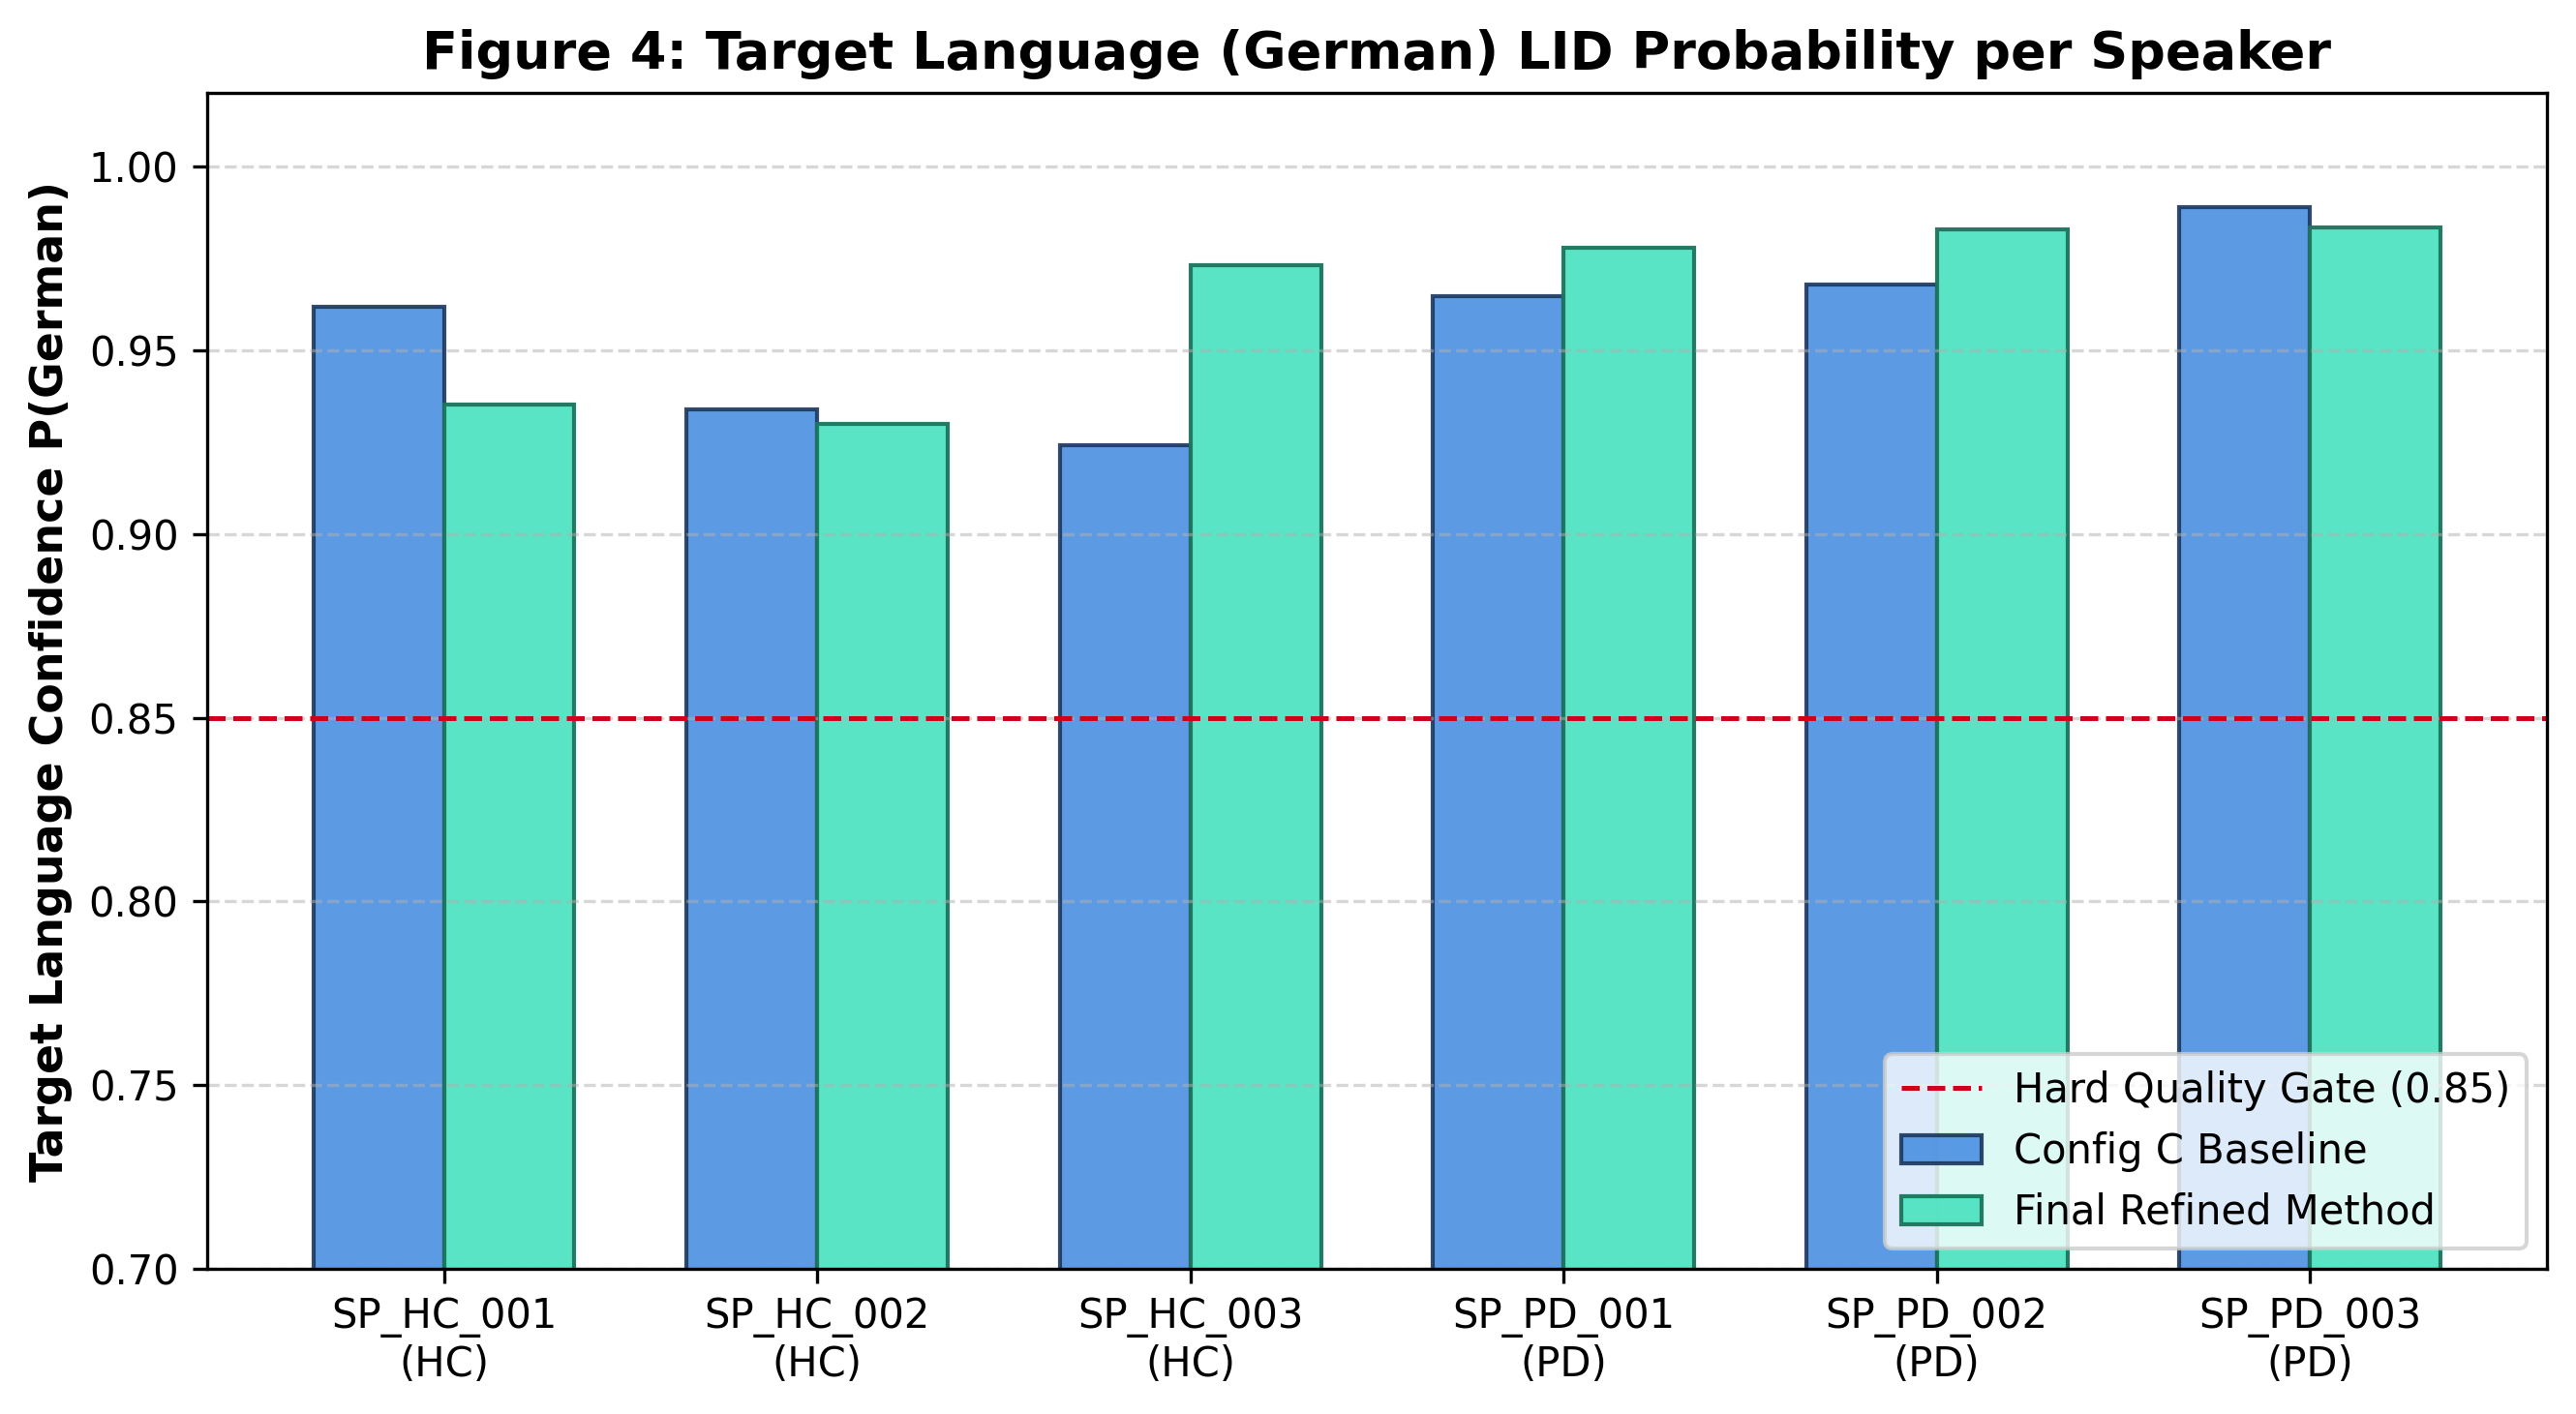 Figure 4: Target Language (German) LID Probability per Speaker
Target Language Confidence P(German)
1.00
0.95
0.90
0.85
0.80
0.75
0.70
Hard Quality Gate (0.85)
Config C Baseline
Final Refined Method
SP_HC_001
(HC)
SP_HC_002
(HC)
SP_HC_003
(HC)
SP_PD_001
(PD)
SP_PD_002
(PD)
SP_PD_003
(PD)